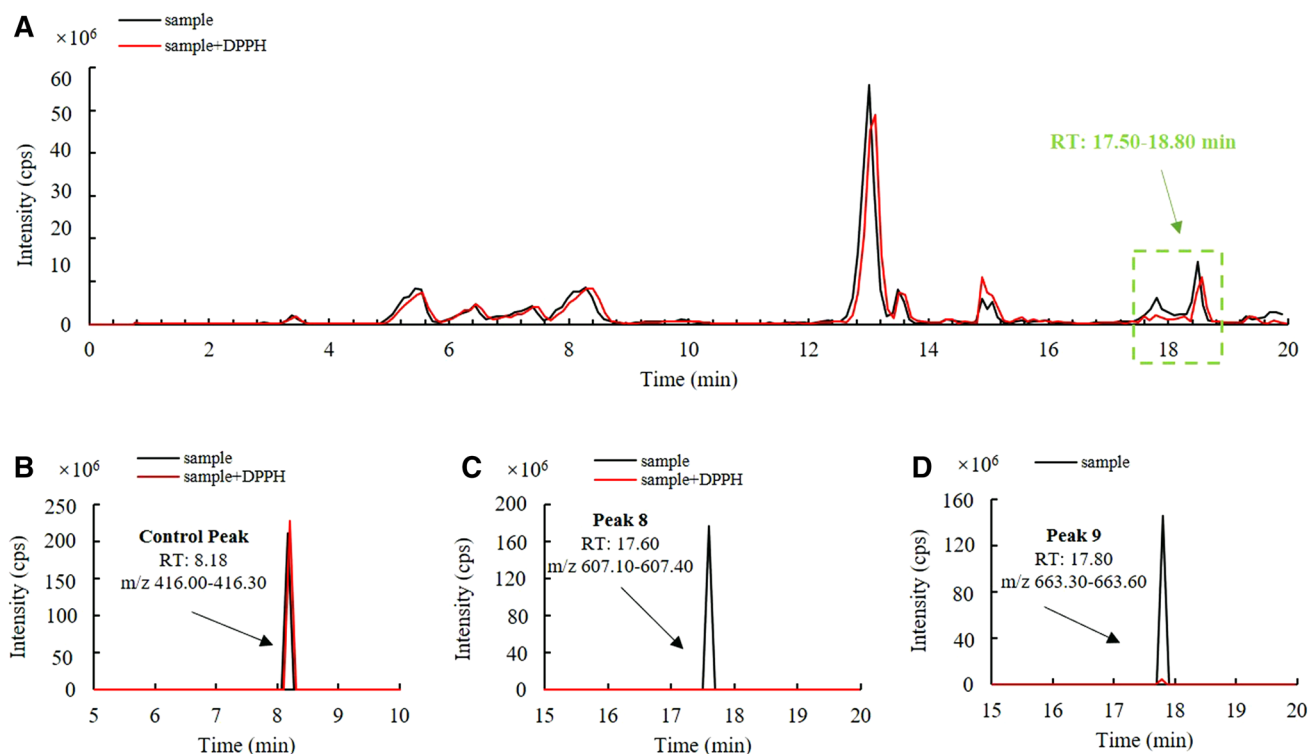 A
sample
sample+DPPH
×10⁶
60
50
40
30
20
10
0
Intensity (cps)
RT: 17.50-18.80 min
0 2 4 6 8 10 12 14 16 18 20
Time (min)
B
sample
sample+DPPH
×10⁶
250
200
150
100
50
0
Intensity (cps)
Control Peak
RT: 8.18
m/z 416.00-416.30
5 6 7 8 9 10
Time (min)
C
sample
sample+DPPH
×10⁶
200
160
120
80
40
0
Intensity (cps)
Peak 8
RT: 17.60
m/z 607.10-607.40
15 16 17 18 19 20
Time (min)
D
sample
×10⁶
160
120
80
40
0
Intensity (cps)
Peak 9
RT: 17.80
m/z 663.30-663.60
15 16 17 18 19 20
Time (min)